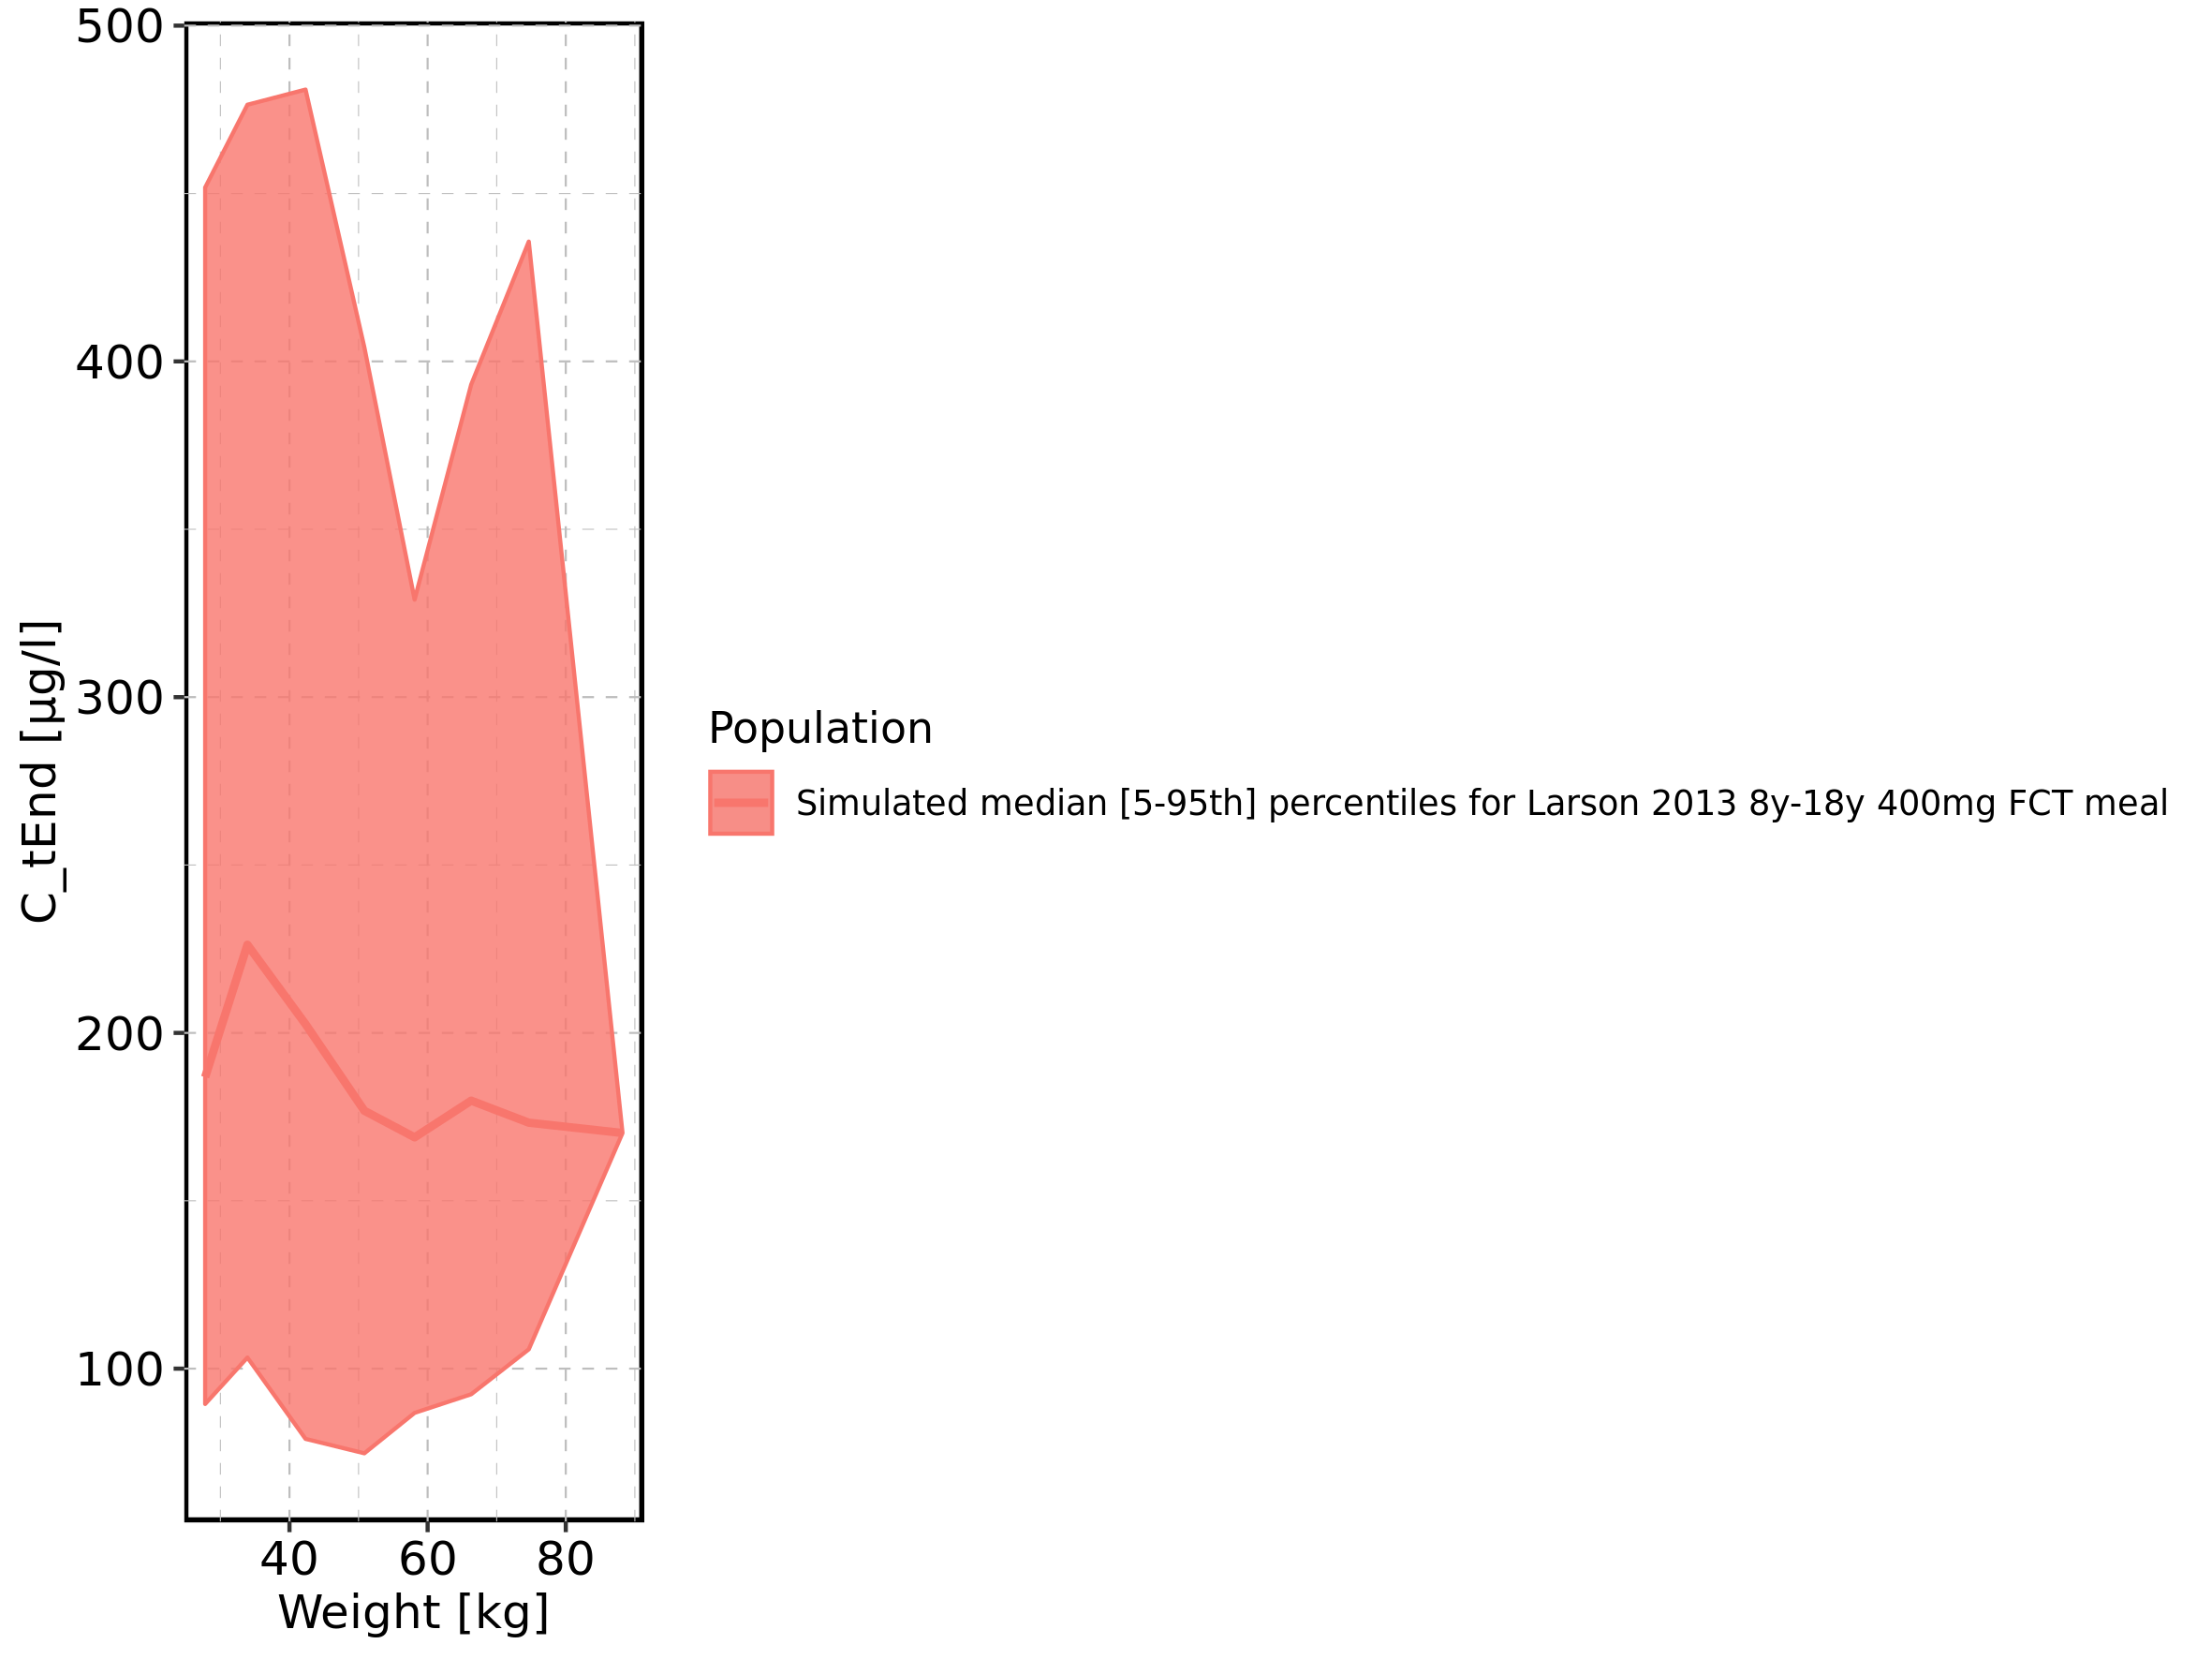 500
400
300
200
100
C_tEnd [µg/l]
40 60 80
Weight [kg]
Population
Simulated median [5-95th] percentiles for Larson 2013 8y-18y 400mg FCT meal